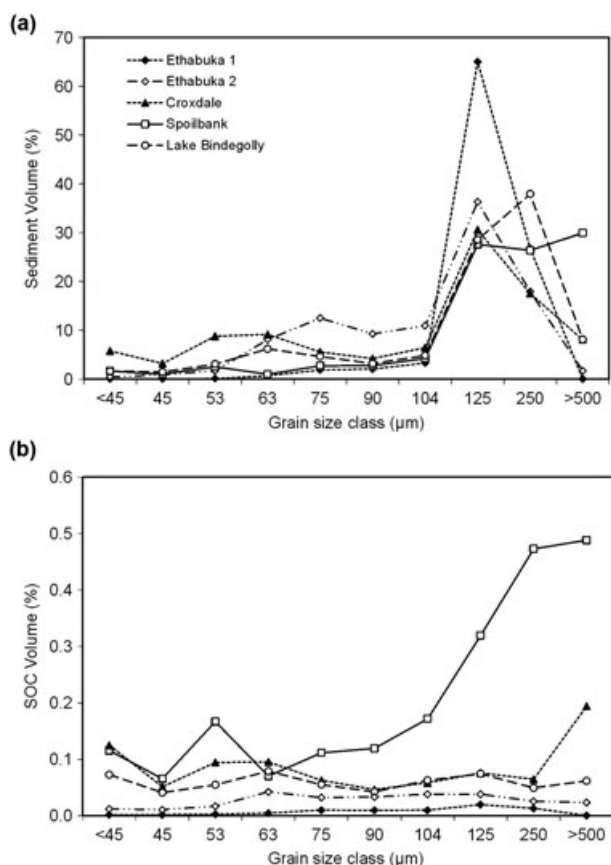 (a)
70
60
50
40
30
20
10
0
Sediment Volume (%)
Ethabuka 1
Ethabuka 2
Croxdale
Spoilbank
Lake Bindegolly
<45 45 53 63 75 90 104 125 250 >500
Grain size class (µm)
(b)
0.6
0.5
0.4
0.3
0.2
0.1
0.0
SOC Volume (%)
<45 45 53 63 75 90 104 125 250 >500
Grain size class (µm)